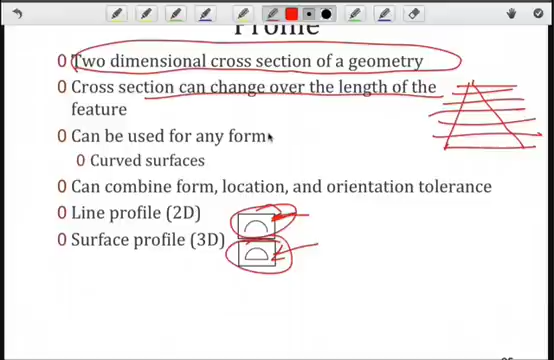 Profile
Two dimensional cross section of a geometry
Cross section can change over the length of the
feature
Can be used for any form
Curved surfaces
Can combine form, location, and orientation tolerance
Line profile (2D)
Surface profile (3D)